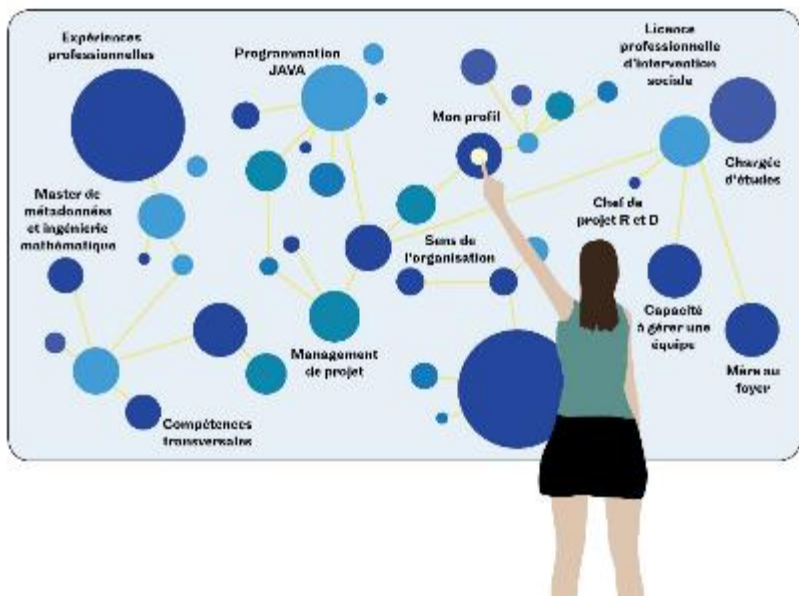 Expériences
professionnelles
Programmation
JAVA
Licence
professionnelle
d'intervention
sociale
Mon profil
Chargée
d'études
Master de
métadonnées
et ingénierie
mathématique
Chef de
projet R et D
Sens de
l'organisation
Capacité
à gérer une
équipe
Management
de projet
Mère au
foyer
Compétences
transversales